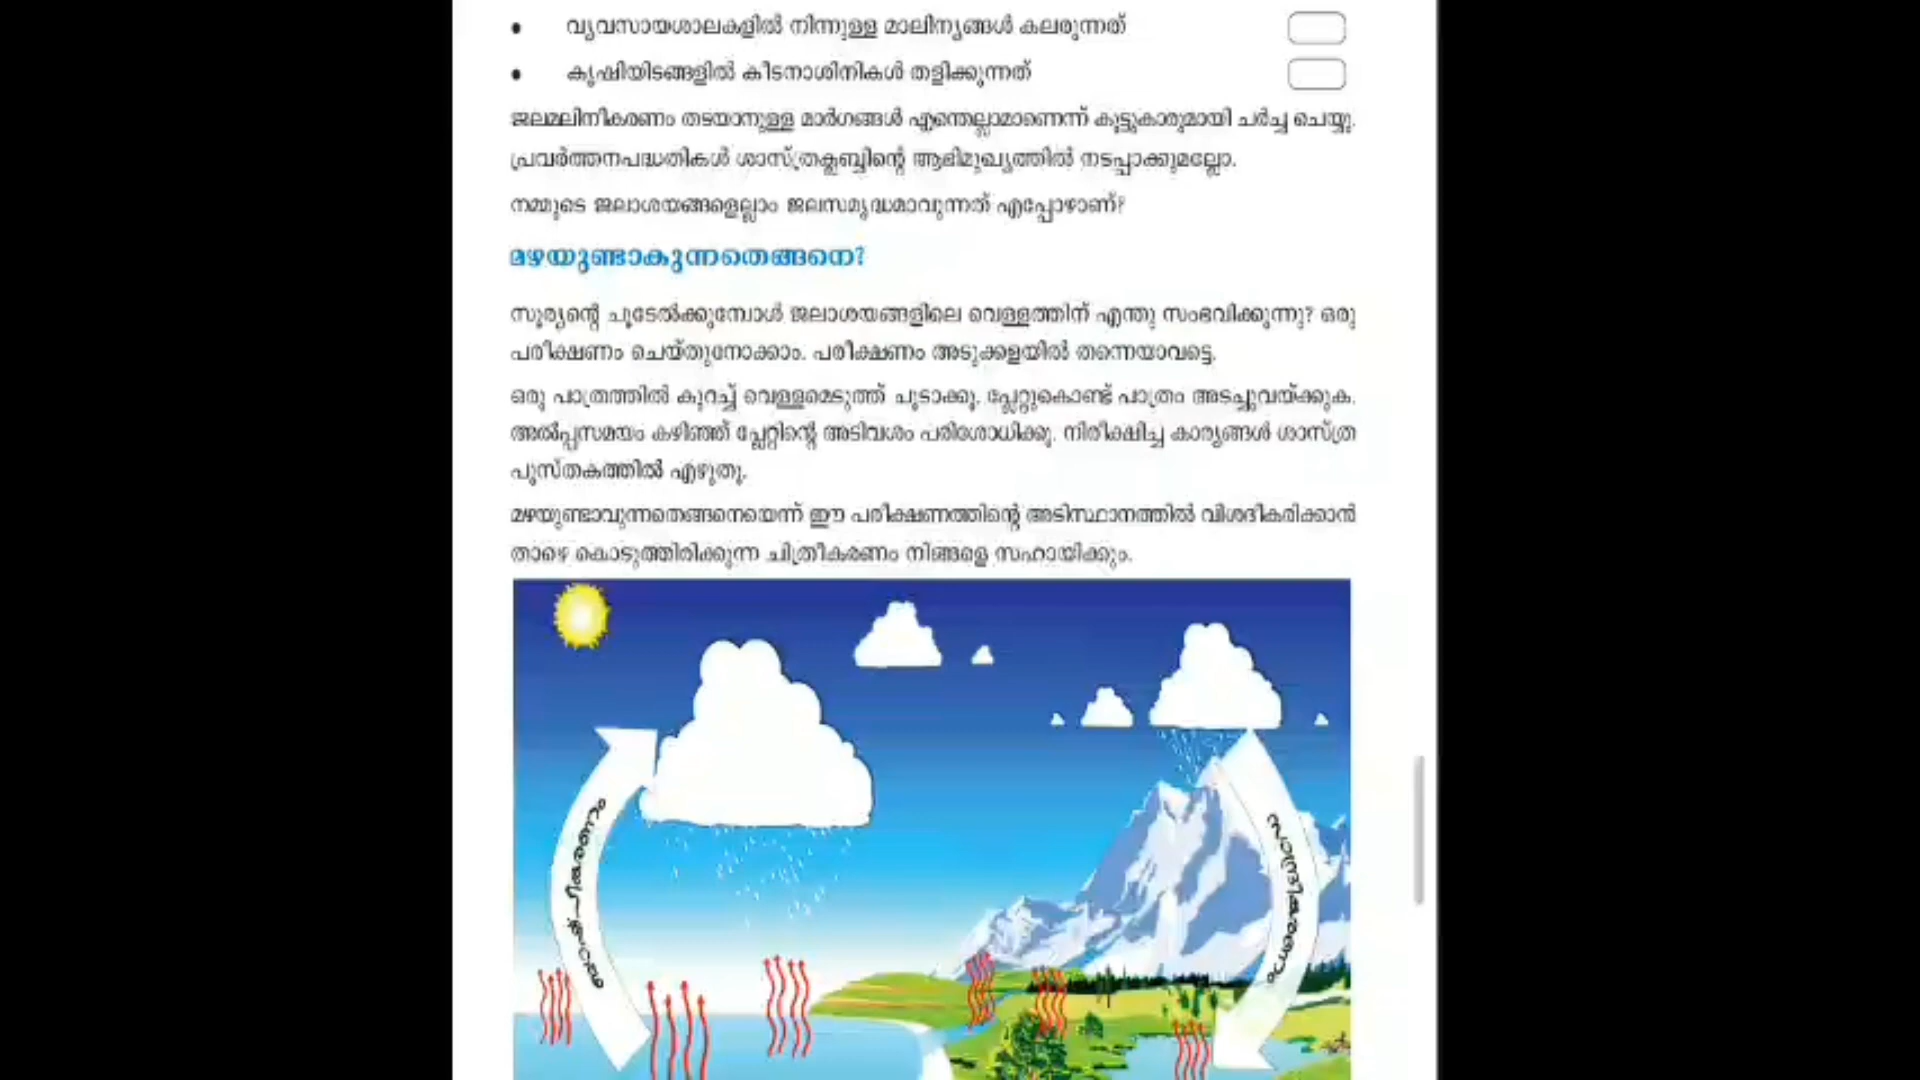 • വ്യവസായശാലകളിൽ നിന്നുള്ള മാലിന്യങ്ങൾ കലരുന്നത്
• കൃഷിയിടങ്ങളിൽ കീടനാശിനികൾ തളിക്കുന്നത്
ജലമലിനീകരണം തടയാനുള്ള മാർഗങ്ങൾ എന്തെല്ലാമാണെന്ന് കൂട്ടുകാരുമായി ചർച്ച ചെയ്യൂ.
പ്രവർത്തനപദ്ധതികൾ ശാസ്ത്രക്ലബ്ബിന്റെ ആഭിമുഖ്യത്തിൽ നടപ്പാക്കുമല്ലോ.
നമ്മുടെ ജലാശയങ്ങളെല്ലാം ജലസമൃദ്ധമാവുന്നത് എപ്പോഴാണ്?
മഴയുണ്ടാകുന്നതെങ്ങനെ?
സൂര്യന്റെ ചൂടേൽക്കുമ്പോൾ ജലാശയങ്ങളിലെ വെള്ളത്തിന് എന്തു സംഭവിക്കുന്നു? ഒരു
പരീക്ഷണം ചെയ്തുനോക്കാം. പരീക്ഷണം അടുക്കളയിൽ തന്നെയാവട്ടെ.
ഒരു പാത്രത്തിൽ കുറച്ച് വെള്ളമെടുത്ത് ചൂടാക്കൂ. പ്ലേറ്റുകൊണ്ട് പാത്രം അടച്ചുവയ്ക്കുക.
അൽപ്പസമയം കഴിഞ്ഞ് പ്ലേറ്റിന്റെ അടിവശം പരിശോധിക്കൂ. നിരീക്ഷിച്ച കാര്യങ്ങൾ ശാസ്ത്ര
പുസ്തകത്തിൽ എഴുതൂ.
മഴയുണ്ടാവുന്നതെങ്ങനെയെന്ന് ഈ പരീക്ഷണത്തിന്റെ അടിസ്ഥാനത്തിൽ വിശദീകരിക്കാൻ
താഴെ കൊടുത്തിരിക്കുന്ന ചിത്രീകരണം നിങ്ങളെ സഹായിക്കും.
ബാഷ്പീകരണം
സാന്ദ്രീകരണം